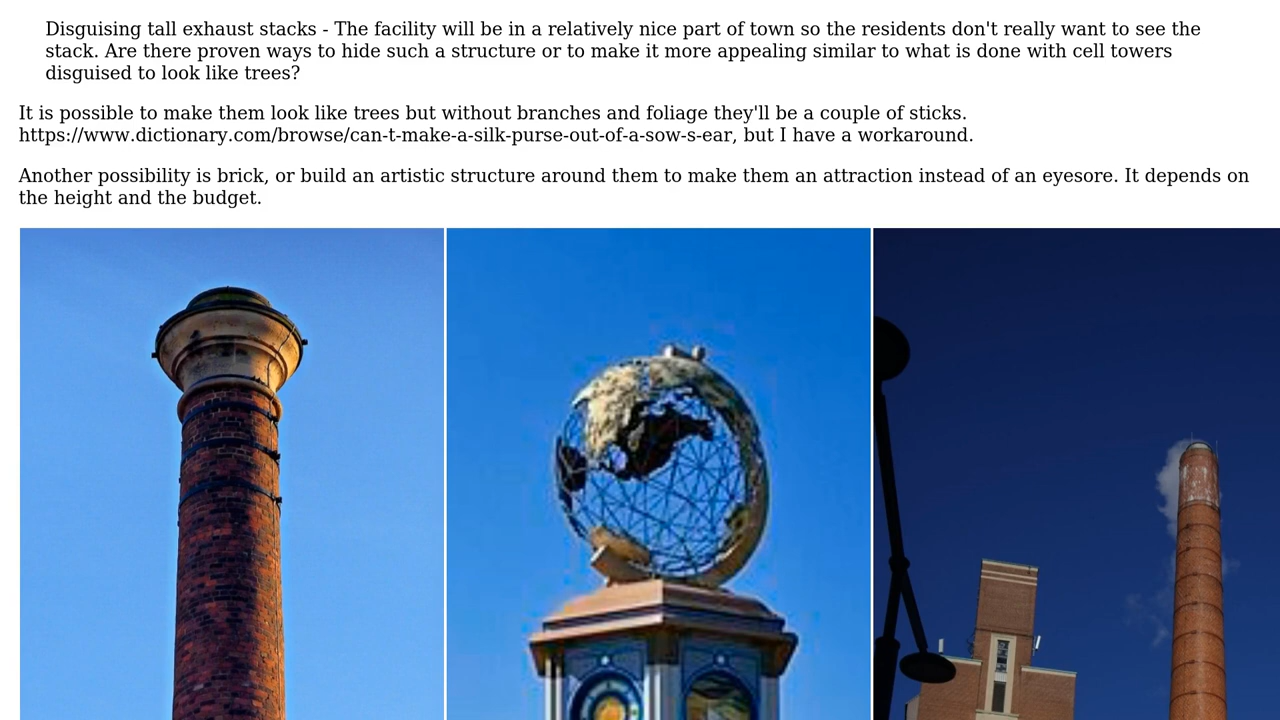 Disguising tall exhaust stacks - The facility will be in a relatively nice part of town so the residents don't really want to see the
stack. Are there proven ways to hide such a structure or to make it more appealing similar to what is done with cell towers
disguised to look like trees?
It is possible to make them look like trees but without branches and foliage they'll be a couple of sticks.
https://www.dictionary.com/browse/can-t-make-a-silk-purse-out-of-a-sow-s-ear, but I have a workaround.
Another possibility is brick, or build an artistic structure around them to make them an attraction instead of an eyesore. It depends on
the height and the budget.